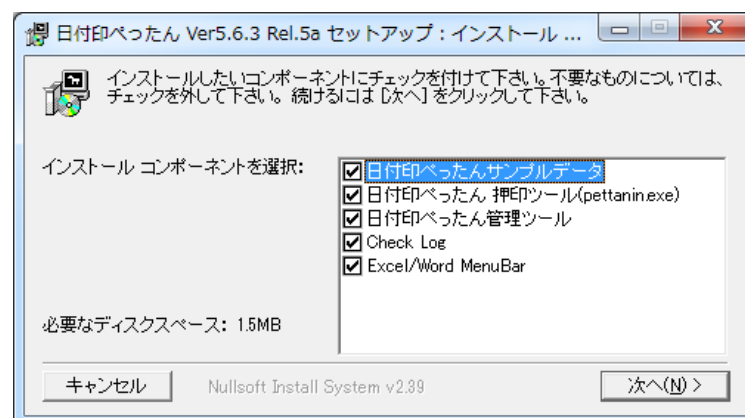 日付印ぺったん Ver5.6.3 Rel.5a セットアップ：インストール ...
インストールしたいコンポーネントにチェックを付けて下さい。不要なものについては、
チェックを外して下さい。続けるには [次へ] をクリックして下さい。
インストール コンポーネントを選択:
日付印ぺったんサンプルデータ
日付印ぺったん 押印ツール(pettanin.exe)
日付印ぺったん管理ツール
Check Log
Excel/Word MenuBar
必要なディスクスペース: 1.5MB
キャンセル
Nullsoft Install System v2.39
次へ(N) >